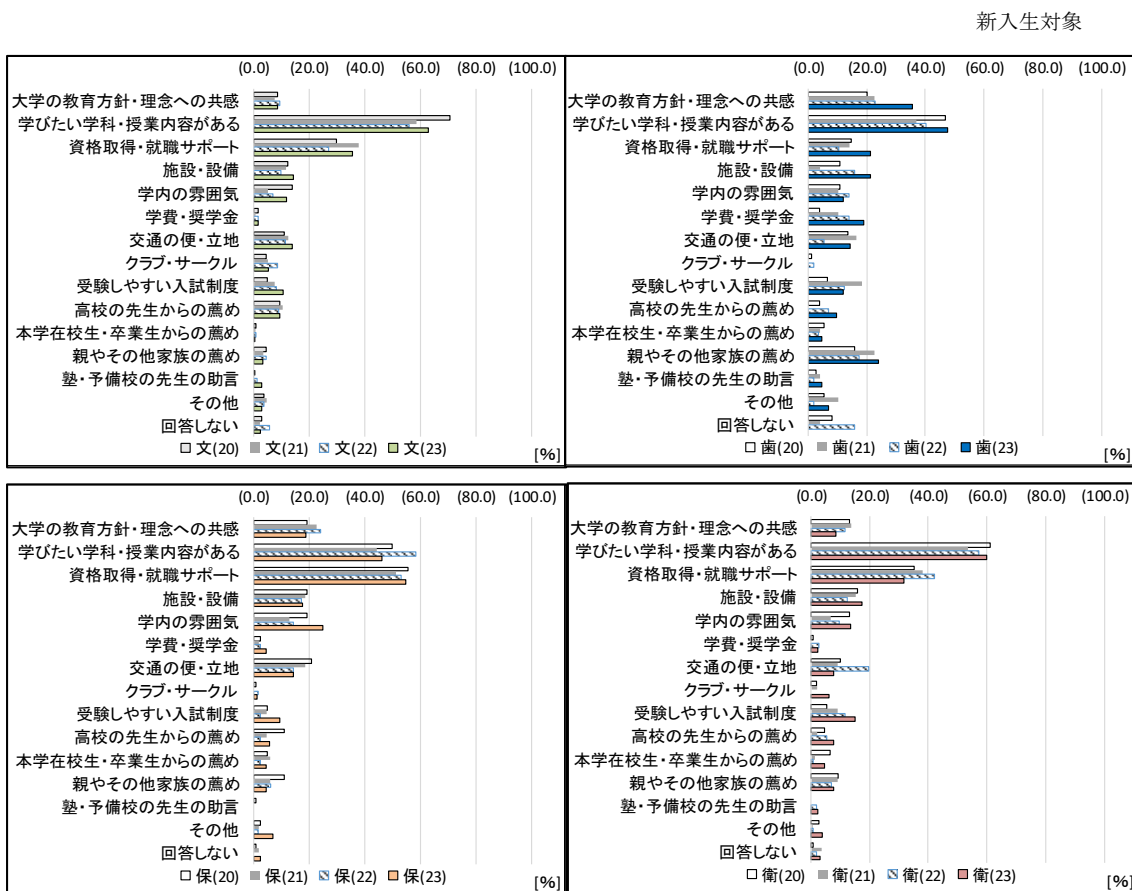 新入生対象
(0.0) (20.0) (40.0) (60.0) (80.0) (100.0)
大学の教育方針・理念への共感
学びたい学科・授業内容がある
資格取得・就職サポート
施設・設備
学内の雰囲気
学費・奨学金
交通の便・立地
クラブ・サークル
受験しやすい入試制度
高校の先生からの薦め
本学在校生・卒業生からの薦め
親やその他家族の薦め
塾・予備校の先生の助言
その他
回答しない
文(20) 文(21) 文(22) 文(23) [%]
(0.0) (20.0) (40.0) (60.0) (80.0) (100.0)
大学の教育方針・理念への共感
学びたい学科・授業内容がある
資格取得・就職サポート
施設・設備
学内の雰囲気
学費・奨学金
交通の便・立地
クラブ・サークル
受験しやすい入試制度
高校の先生からの薦め
本学在校生・卒業生からの薦め
親やその他家族の薦め
塾・予備校の先生の助言
その他
回答しない
歯(20) 歯(21) 歯(22) 歯(23) [%]
(0.0) (20.0) (40.0) (60.0) (80.0) (100.0)
大学の教育方針・理念への共感
学びたい学科・授業内容がある
資格取得・就職サポート
施設・設備
学内の雰囲気
学費・奨学金
交通の便・立地
クラブ・サークル
受験しやすい入試制度
高校の先生からの薦め
本学在校生・卒業生からの薦め
親やその他家族の薦め
塾・予備校の先生の助言
その他
回答しない
保(20) 保(21) 保(22) 保(23) [%]
(0.0) (20.0) (40.0) (60.0) (80.0) (100.0)
大学の教育方針・理念への共感
学びたい学科・授業内容がある
資格取得・就職サポート
施設・設備
学内の雰囲気
学費・奨学金
交通の便・立地
クラブ・サークル
受験しやすい入試制度
高校の先生からの薦め
本学在校生・卒業生からの薦め
親やその他家族の薦め
塾・予備校の先生の助言
その他
回答しない
衛(20) 衛(21) 衛(22) 衛(23) [%]